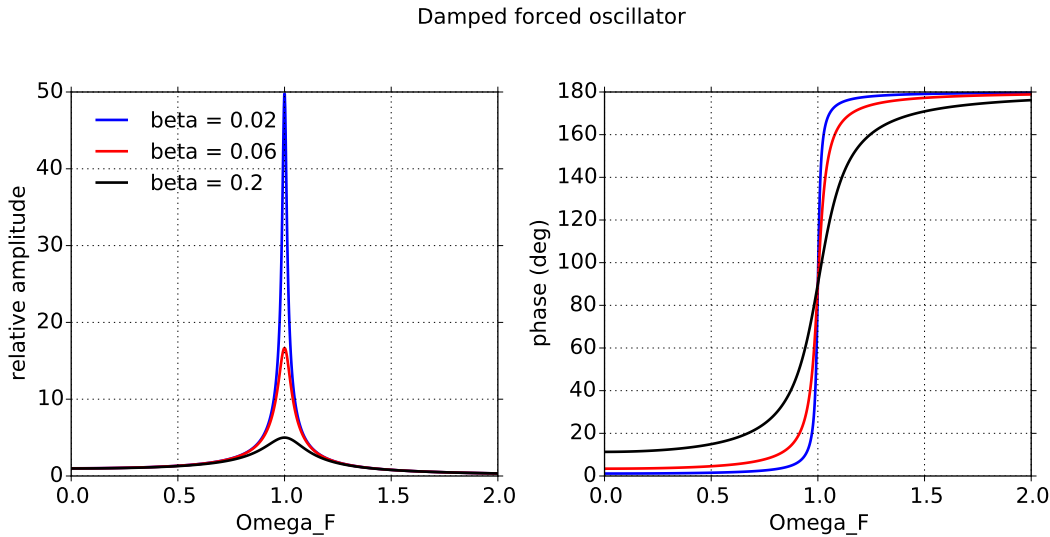 Damped forced oscillator
relative amplitude
50
40
30
20
10
0
beta = 0.02
beta = 0.06
beta = 0.2
0.0 0.5 1.0 1.5 2.0
Omega_F
phase (deg)
180
160
140
120
100
80
60
40
20
0
0.0 0.5 1.0 1.5 2.0
Omega_F